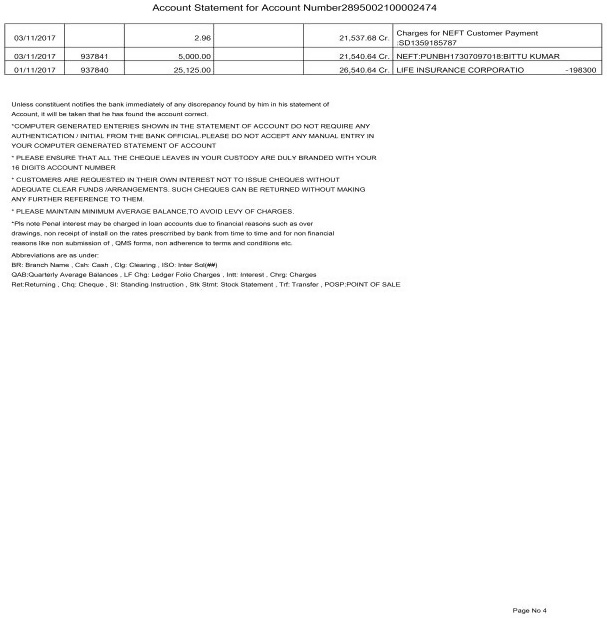 Account Statement for Account Number2895002100002474
03/11/2017 2.96 21,537.68 Cr. Charges for NEFT Customer Payment
:SD1359185787
03/11/2017 937841 5,000.00 21,540.64 Cr. NEFT:PUNBH17307097018:BITTU KUMAR
01/11/2017 937840 25,125.00 26,540.64 Cr. LIFE INSURANCE CORPORATIO -198300
Unless constituent notifies the bank immediately of any discrepancy found by him in his statement of
Account, it will be taken that he has found the account correct.
*COMPUTER GENERATED ENTERIES SHOWN IN THE STATEMENT OF ACCOUNT DO NOT REQUIRE ANY
AUTHENTICATION / INITIAL FROM THE BANK OFFICIAL.PLEASE DO NOT ACCEPT ANY MANUAL ENTRY IN
YOUR COMPUTER GENERATED STATEMENT OF ACCOUNT
* PLEASE ENSURE THAT ALL THE CHEQUE LEAVES IN YOUR CUSTODY ARE DULY BRANDED WITH YOUR
16 DIGITS ACCOUNT NUMBER
* CUSTOMERS ARE REQUESTED IN THEIR OWN INTEREST NOT TO ISSUE CHEQUES WITHOUT
ADEQUATE CLEAR FUNDS /ARRANGEMENTS. SUCH CHEQUES CAN BE RETURNED WITHOUT MAKING
ANY FURTHER REFERENCE TO THEM.
* PLEASE MAINTAIN MINIMUM AVERAGE BALANCE,TO AVOID LEVY OF CHARGES.
*Pls note Penal interest may be charged in loan accounts due to financial reasons such as over
drawings, non receipt of install on the rates prescribed by bank from time to time and for non financial
reasons like non submission of , QMS forms, non adherence to terms and conditions etc.
Abbreviations are as under:
BR: Branch Name , Csh: Cash , Clg: Clearing , ISO: Inter Sol(##)
QAB:Quarterly Average Balances , LF Chg: Ledger Folio Charges , Intt: Interest , Chrg: Charges
Ret:Returning , Chq: Cheque , SI: Standing Instruction , Stk Stmt: Stock Statement , Trf: Transfer , POSP:POINT OF SALE
Page No 4